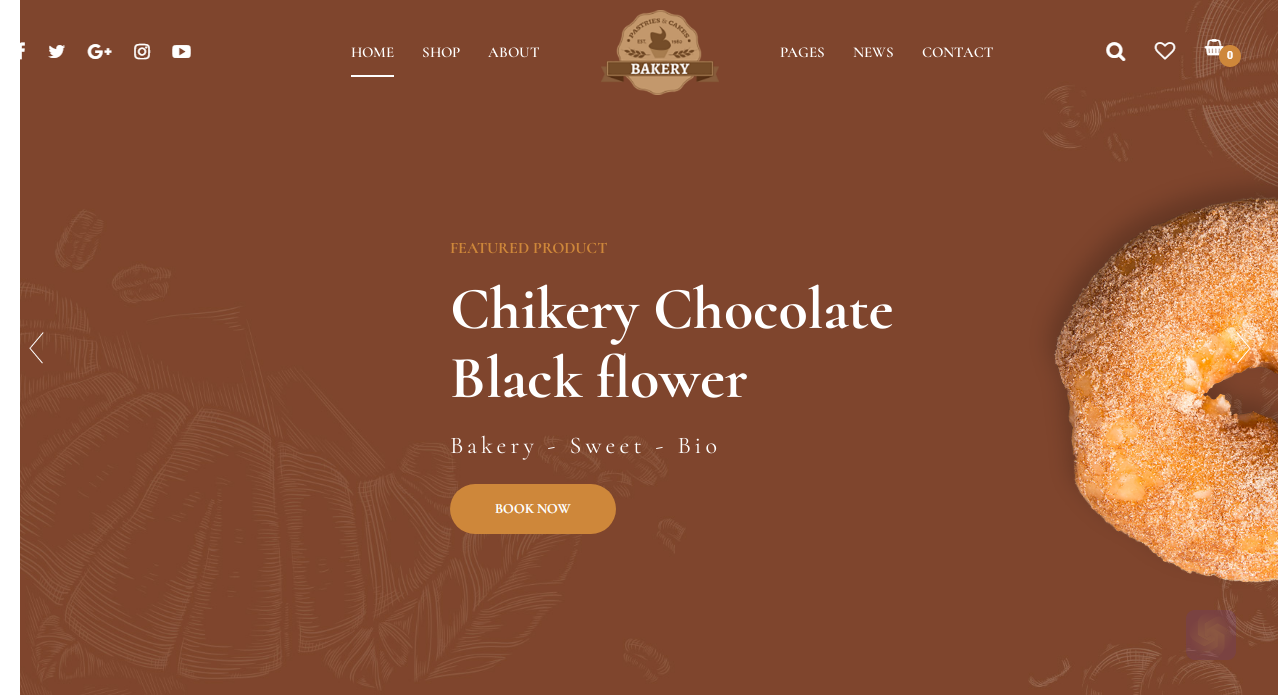 HOME
SHOP
ABOUT
PASTRIES & CAKES
EST.
BAKERY
PAGES
NEWS
CONTACT
0
FEATURED PRODUCT
Chikery Chocolate
Black flower
Bakery - Sweet - Bio
BOOK NOW